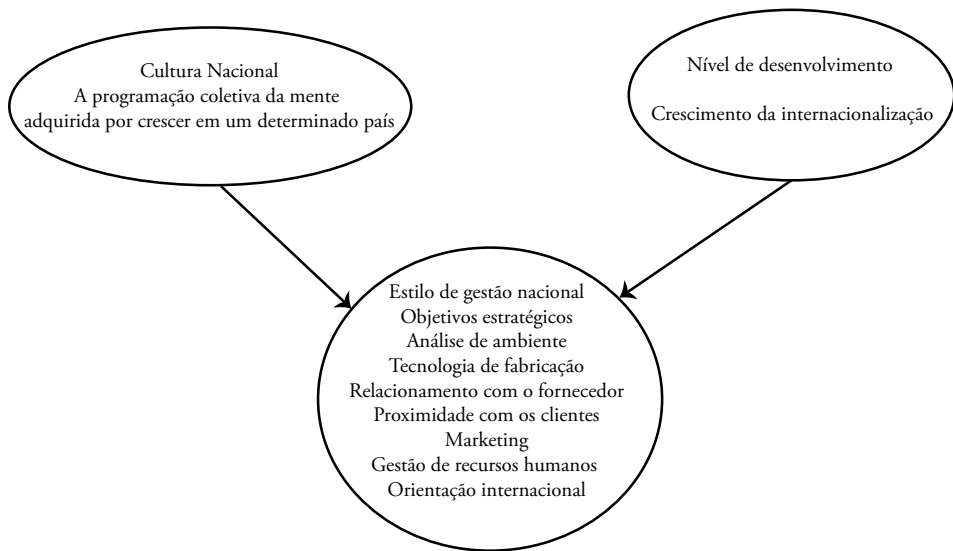 Cultura Nacional
A programação coletiva da mente
adquirida por crescer em um determinado país
Nível de desenvolvimento
Crescimento da internacionalização
Estilo de gestão nacional
Objetivos estratégicos
Análise de ambiente
Tecnologia de fabricação
Relacionamento com o fornecedor
Proximidade com os clientes
Marketing
Gestão de recursos humanos
Orientação internacional